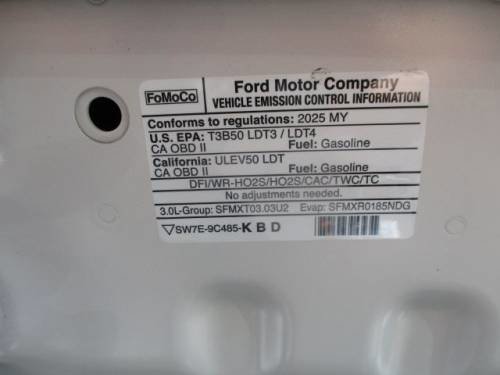 FoMoCo
Ford Motor Company
VEHICLE EMISSION CONTROL INFORMATION
Conforms to regulations: 2025 MY
U.S. EPA: T3B50 LDT3 / LDT4
CA OBD II Fuel: Gasoline
California: ULEV50 LDT
CA OBD II Fuel: Gasoline
DFI/WR-HO2S/HO2S/CAC/TWC/TC
No adjustments needed.
3.0L-Group: SFMXT03.03U2 Evap: SFMXR0185NDG
SW7E-9C485-KBD